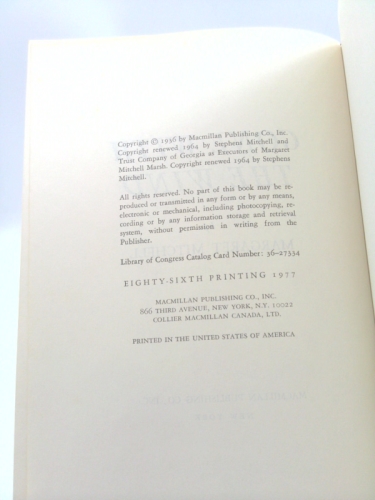 Copyright © 1936 by Macmillan Publishing Co., Inc.
Copyright renewed 1964 by Stephens Mitchell and
Trust Company of Georgia as Executors of Margaret
Mitchell Marsh. Copyright renewed 1964 by Stephens
Mitchell.
All rights reserved. No part of this book may be re-
produced or transmitted in any form or by any means,
electronic or mechanical, including photocopying, re-
cording or by any information storage and retrieval
system, without permission in writing from the
Publisher.
Library of Congress Catalog Card Number: 36-27334
EIGHTY-SIXTH PRINTING 1977
MACMILLAN PUBLISHING CO., INC.
866 THIRD AVENUE, NEW YORK, N.Y. 10022
COLLIER MACMILLAN CANADA, LTD.
PRINTED IN THE UNITED STATES OF AMERICA